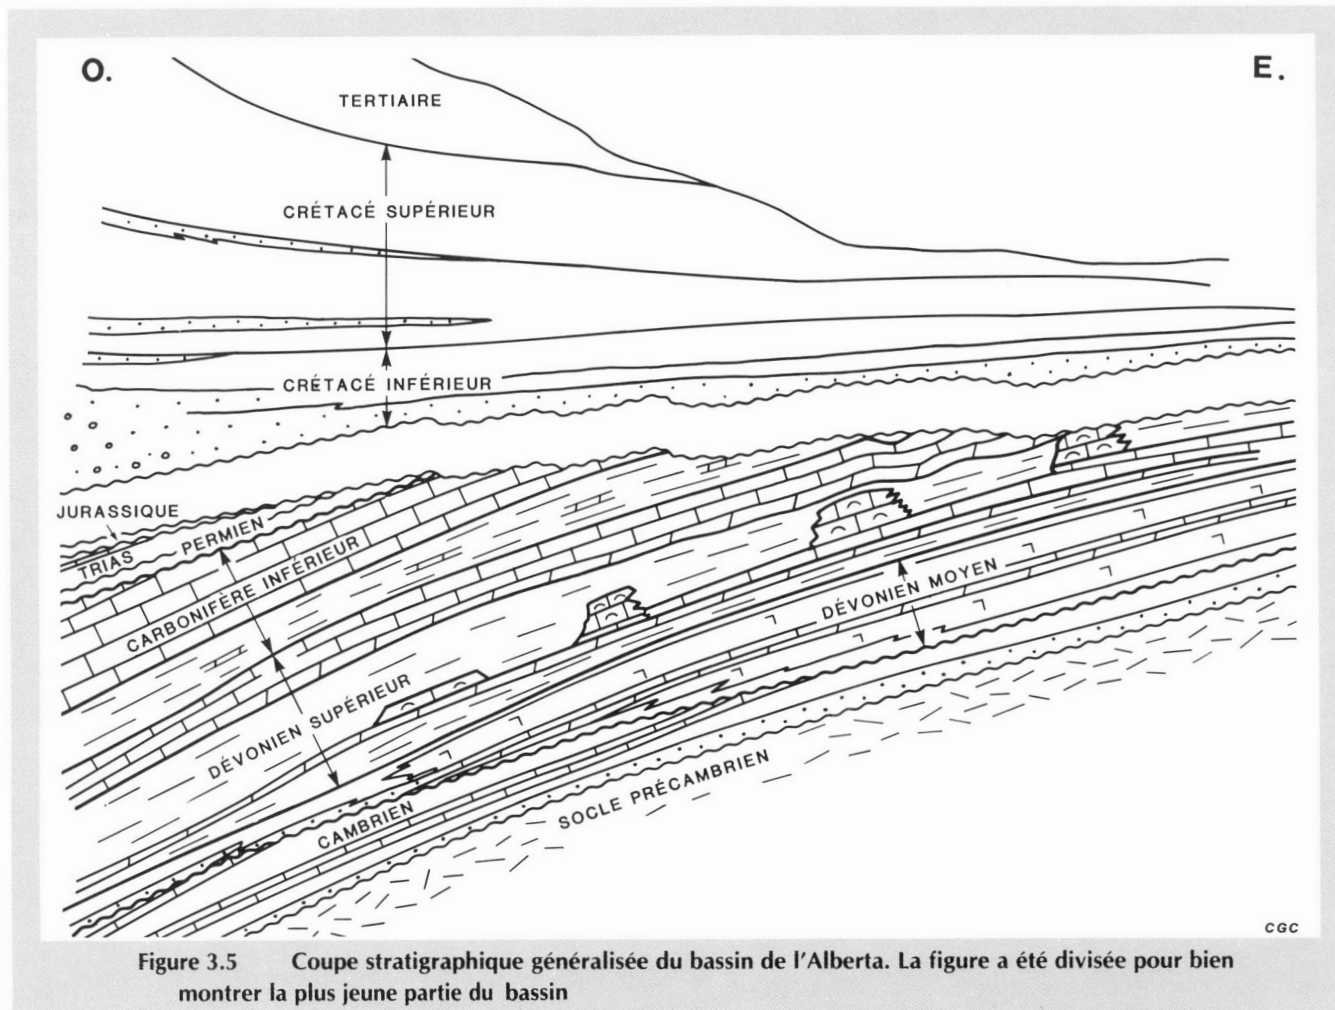 O.
E.
TERTIAIRE
CRÉTACÉ SUPÉRIEUR
CRÉTACÉ INFÉRIEUR
JURASSIQUE
TRIAS
PERMIEN
CARBONIFÈRE INFÉRIEUR
DÉVONIEN MOYEN
DÉVONIEN SUPÉRIEUR
CAMBRIEN
SOCLE PRÉCAMBRIEN
CGC
Figure 3.5 Coupe stratigraphique généralisée du bassin de l'Alberta. La figure a été divisée pour bien
montrer la plus jeune partie du bassin